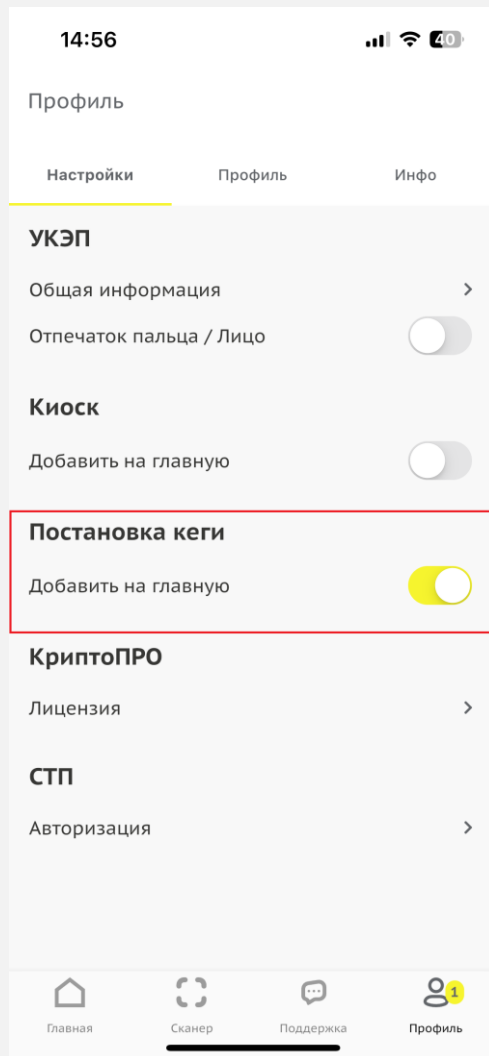 14:56
40
Профиль
Настройки Профиль Инфо
УКЭП
Общая информация
Отпечаток пальца / Лицо
Киоск
Добавить на главную
Постановка кеги
Добавить на главную
КриптоПРО
Лицензия
СТП
Авторизация
1
Главная Сканер Поддержка Профиль